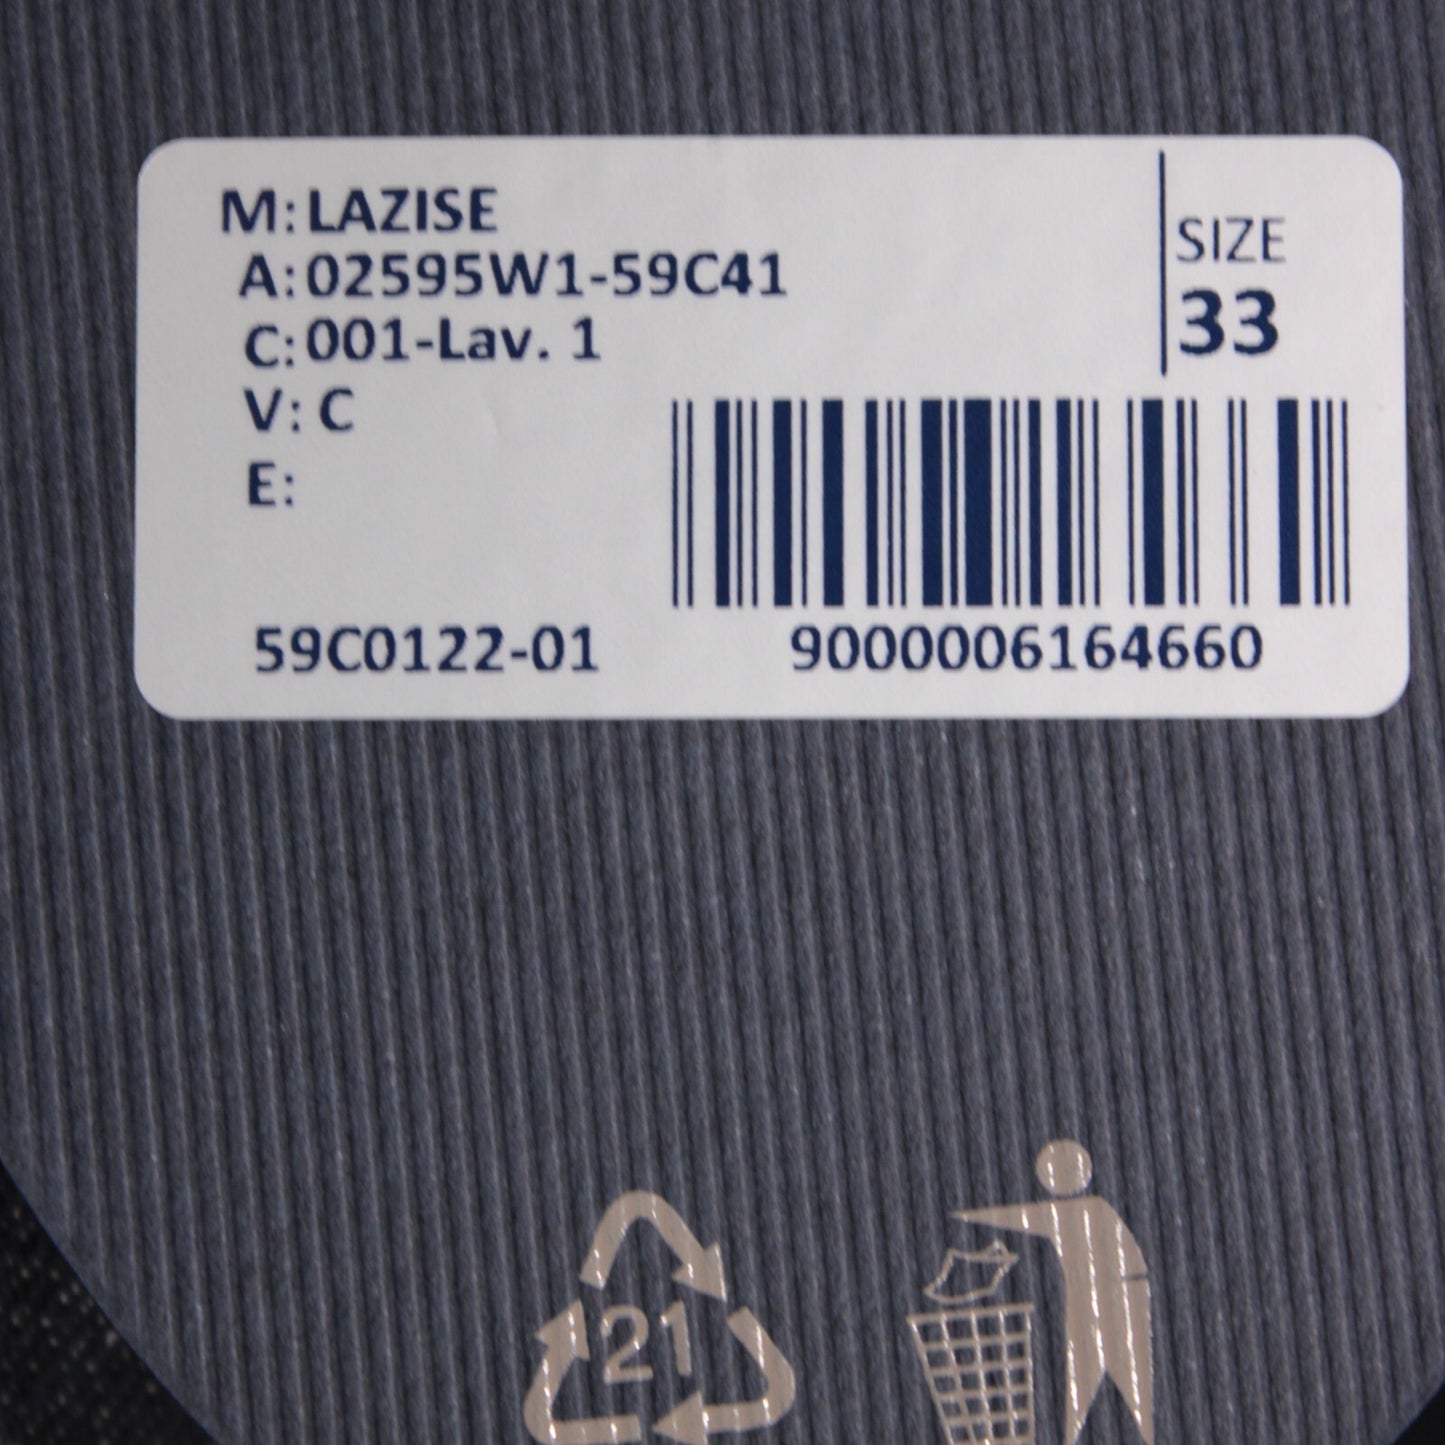 M: LAZISE
A: 02595W1-59C41
C: 001-Lav. 1
V: C
E:
SIZE
33
59C0122-01
9000006164660
21